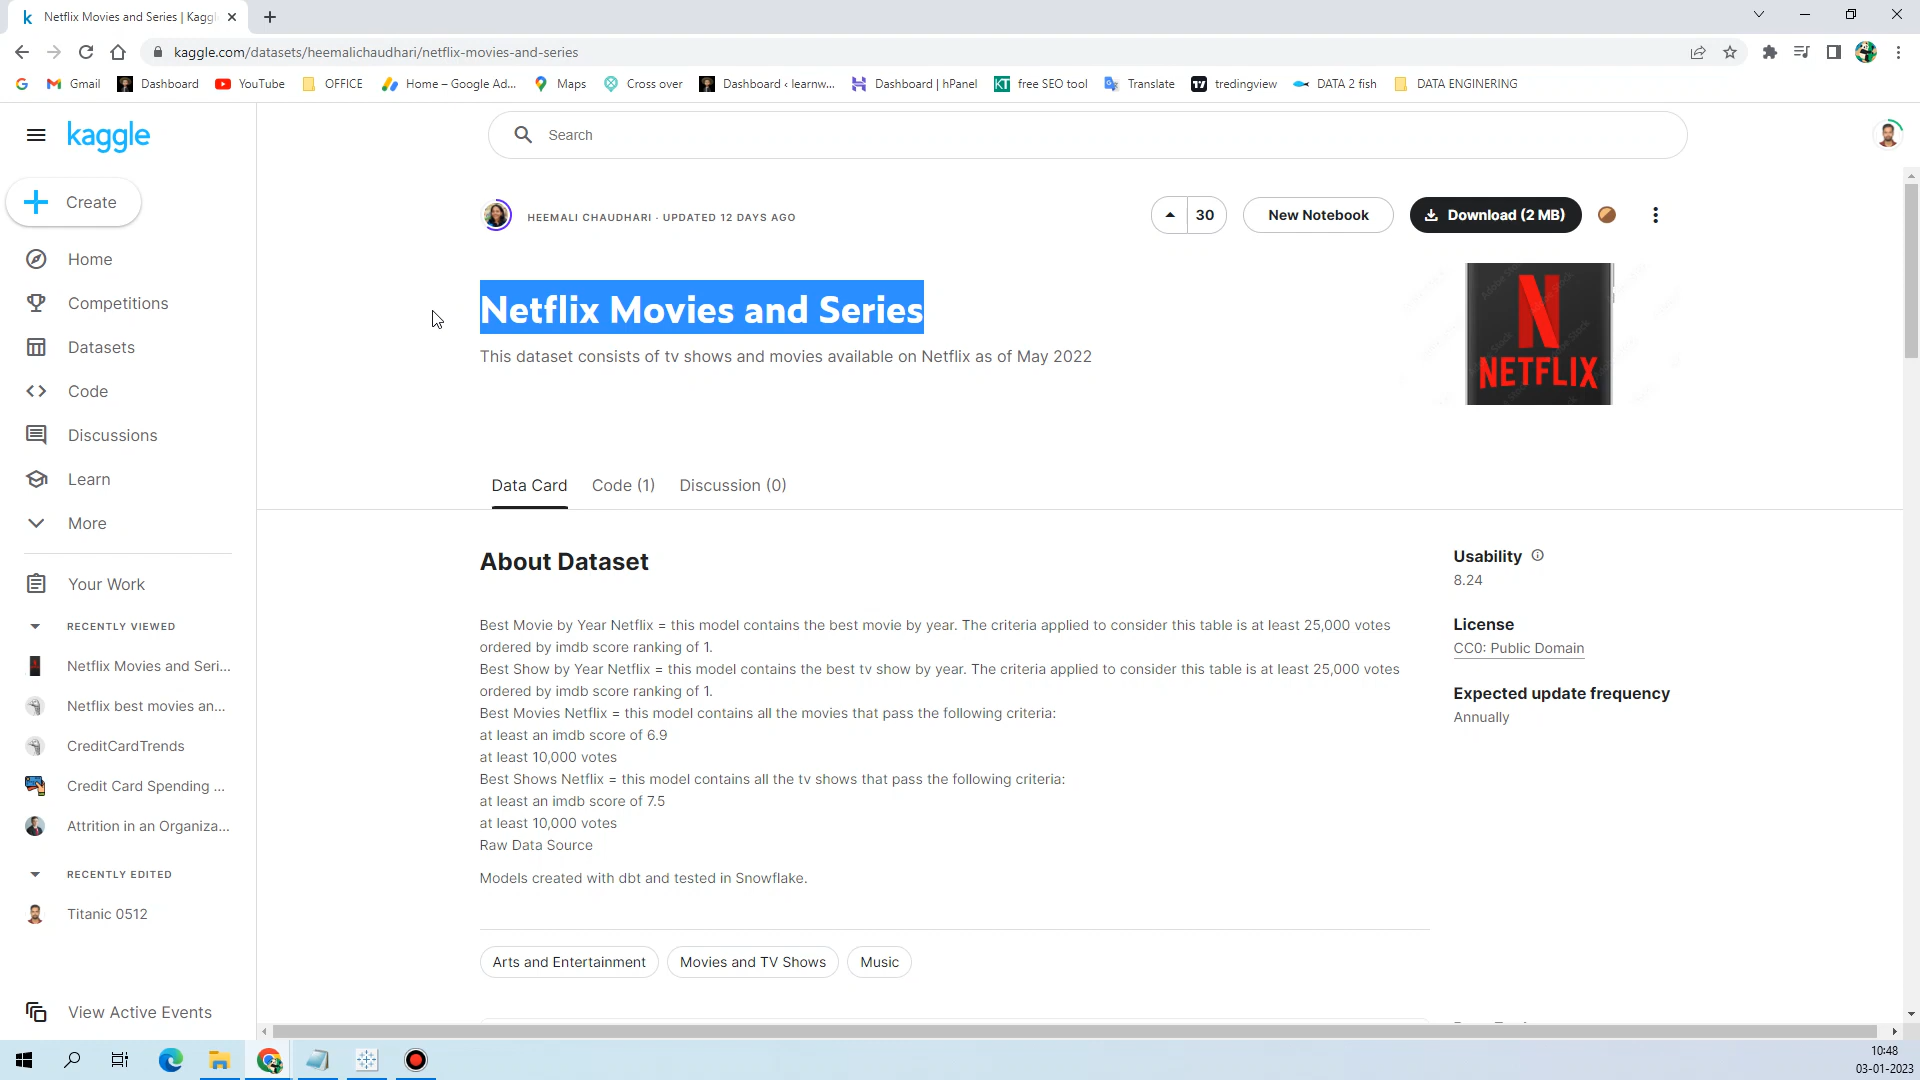 Netflix Movies and Series | Kaggl
kaggle.com/datasets/heemalichaudhari/netflix-movies-and-series
Gmail
Dashboard
YouTube
OFFICE
Home – Google Ad...
Maps
Cross over
Dashboard ‹ learnw...
Dashboard | hPanel
KT free SEO tool
Translate
tredingview
DATA 2 fish
DATA ENGINERING
kaggle
Search
Create
Home
Competitions
Datasets
Code
Discussions
Learn
More
Your Work
RECENTLY VIEWED
Netflix Movies and Seri...
Netflix best movies an...
CreditCardTrends
Credit Card Spending ...
Attrition in an Organiza...
RECENTLY EDITED
Titanic 0512
View Active Events
HEEMALI CHAUDHARI · UPDATED 12 DAYS AGO
30
New Notebook
Download (2 MB)
Netflix Movies and Series
This dataset consists of tv shows and movies available on Netflix as of May 2022
N
NETFLIX
Data Card
Code (1)
Discussion (0)
About Dataset
Best Movie by Year Netflix = this model contains the best movie by year. The criteria applied to consider this table is at least 25,000 votes
ordered by imdb score ranking of 1.
Best Show by Year Netflix = this model contains the best tv show by year. The criteria applied to consider this table is at least 25,000 votes
ordered by imdb score ranking of 1.
Best Movies Netflix = this model contains all the movies that pass the following criteria:
at least an imdb score of 6.9
at least 10,000 votes
Best Shows Netflix = this model contains all the tv shows that pass the following criteria:
at least an imdb score of 7.5
at least 10,000 votes
Raw Data Source
Models created with dbt and tested in Snowflake.
Arts and Entertainment
Movies and TV Shows
Music
Usability
8.24
License
CC0: Public Domain
Expected update frequency
Annually
10:48
03-01-2023